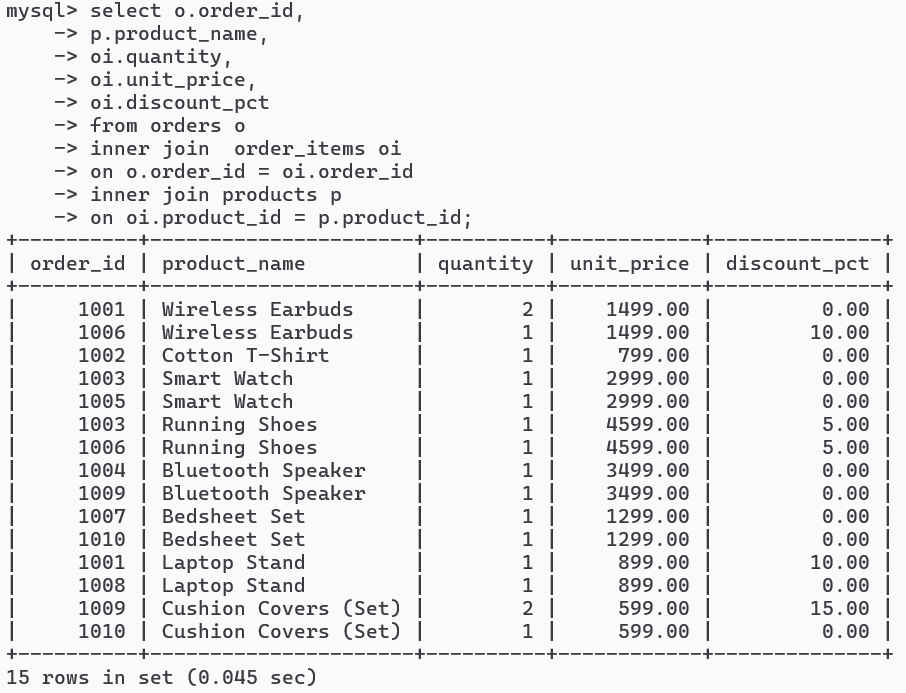 mysql> select o.order_id,
    -> p.product_name,
    -> oi.quantity,
    -> oi.unit_price,
    -> oi.discount_pct
    -> from orders o
    -> inner join  order_items oi
    -> on o.order_id = oi.order_id
    -> inner join products p
    -> on oi.product_id = p.product_id;
+----------+----------------------+----------+------------+--------------+
| order_id | product_name         | quantity | unit_price | discount_pct |
+----------+----------------------+----------+------------+--------------+
|     1001 | Wireless Earbuds     |        2 |    1499.00 |         0.00 |
|     1006 | Wireless Earbuds     |        1 |    1499.00 |        10.00 |
|     1002 | Cotton T-Shirt       |        1 |     799.00 |         0.00 |
|     1003 | Smart Watch          |        1 |    2999.00 |         0.00 |
|     1005 | Smart Watch          |        1 |    2999.00 |         0.00 |
|     1003 | Running Shoes        |        1 |    4599.00 |         5.00 |
|     1006 | Running Shoes        |        1 |    4599.00 |         5.00 |
|     1004 | Bluetooth Speaker    |        1 |    3499.00 |         0.00 |
|     1009 | Bluetooth Speaker    |        1 |    3499.00 |         0.00 |
|     1007 | Bedsheet Set         |        1 |    1299.00 |         0.00 |
|     1010 | Bedsheet Set         |        1 |    1299.00 |         0.00 |
|     1001 | Laptop Stand         |        1 |     899.00 |        10.00 |
|     1008 | Laptop Stand         |        1 |     899.00 |         0.00 |
|     1009 | Cushion Covers (Set) |        2 |     599.00 |        15.00 |
|     1010 | Cushion Covers (Set) |        1 |     599.00 |         0.00 |
+----------+----------------------+----------+------------+--------------+
15 rows in set (0.045 sec)